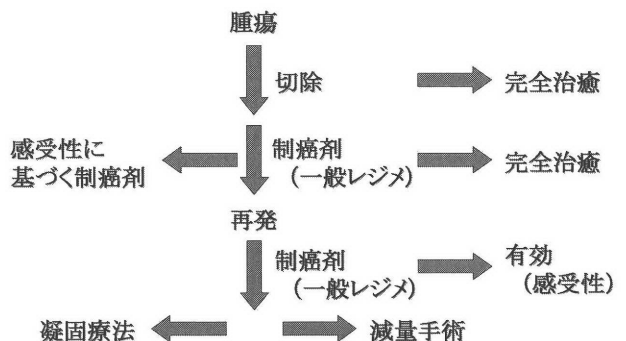 腫瘍
切除
完全治癒
感受性に
基づく制癌剤
制癌剤
（一般レジメ）
完全治癒
再発
制癌剤
（一般レジメ）
有効
（感受性）
凝固療法
減量手術